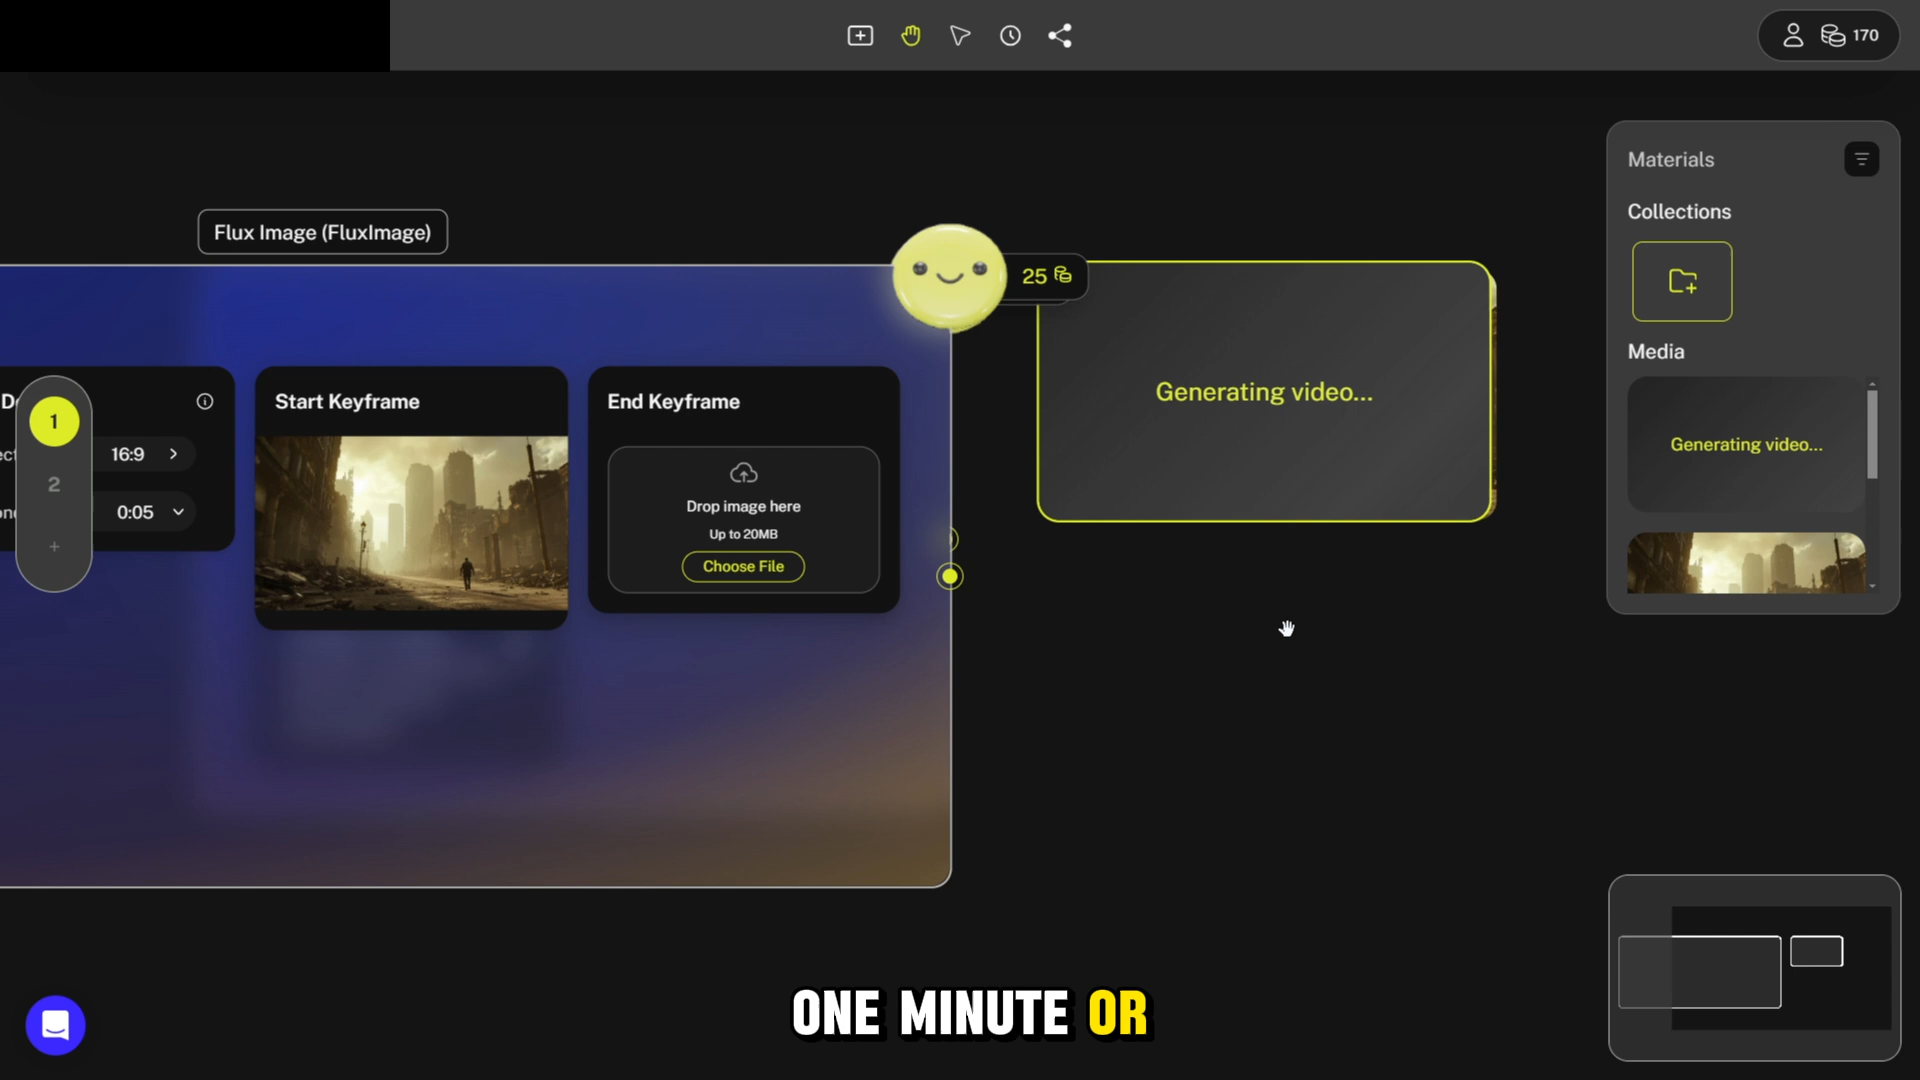 170
Materials
Collections
Media
Generating video...
Flux Image (FluxImage)
25
Generating video...
1
2
+
16:9
0:05
Start Keyframe
End Keyframe
Drop image here
Up to 20MB
Choose File
ONE MINUTE OR